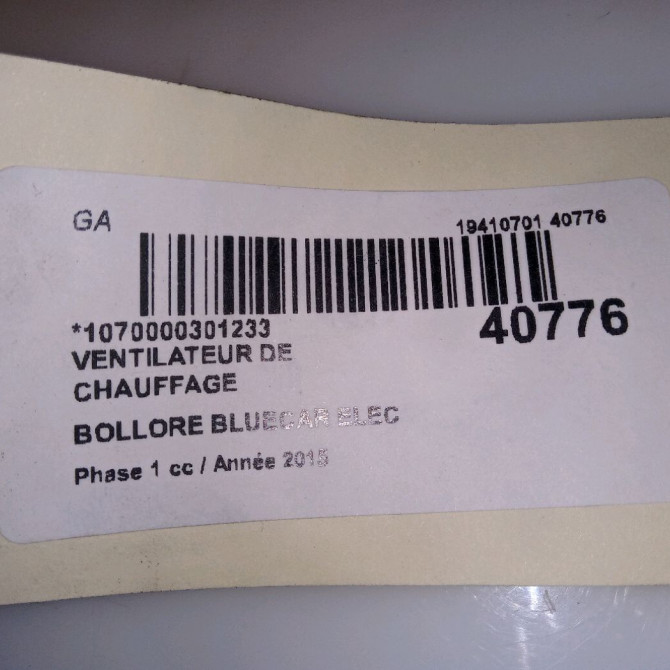 GA
19410701 40776
*1070000301233
40776
VENTILATEUR DE
CHAUFFAGE
BOLLORE BLUECAR ELEC
Phase 1 cc / Année 2015